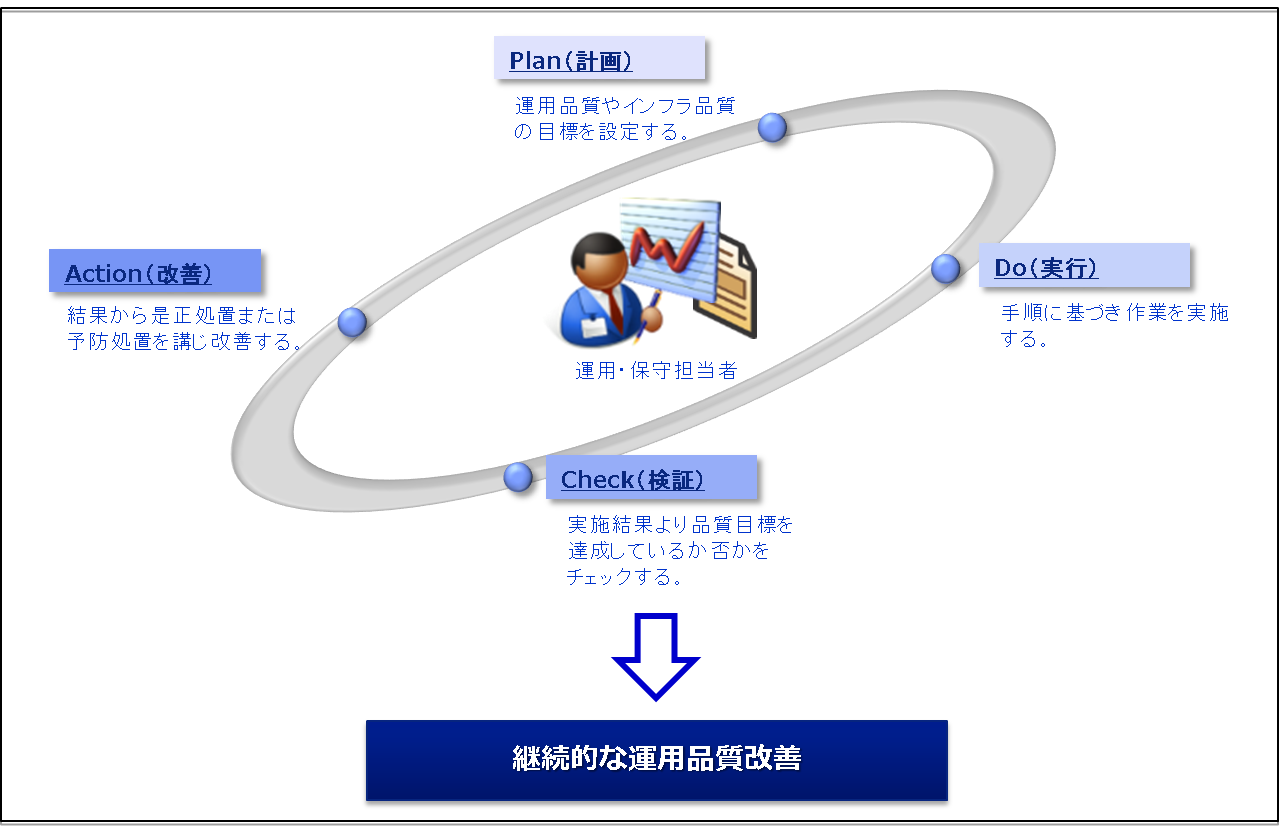 Plan(計画)
運用品質やインフラ品質
の目標を設定する。
Action(改善)
結果から是正処置または
予防処置を講じ改善する。
Do(実行)
手順に基づき作業を実施
する。
運用・保守担当者
Check(検証)
実施結果より品質目標を
達成しているか否かを
チェックする。
継続的な運用品質改善